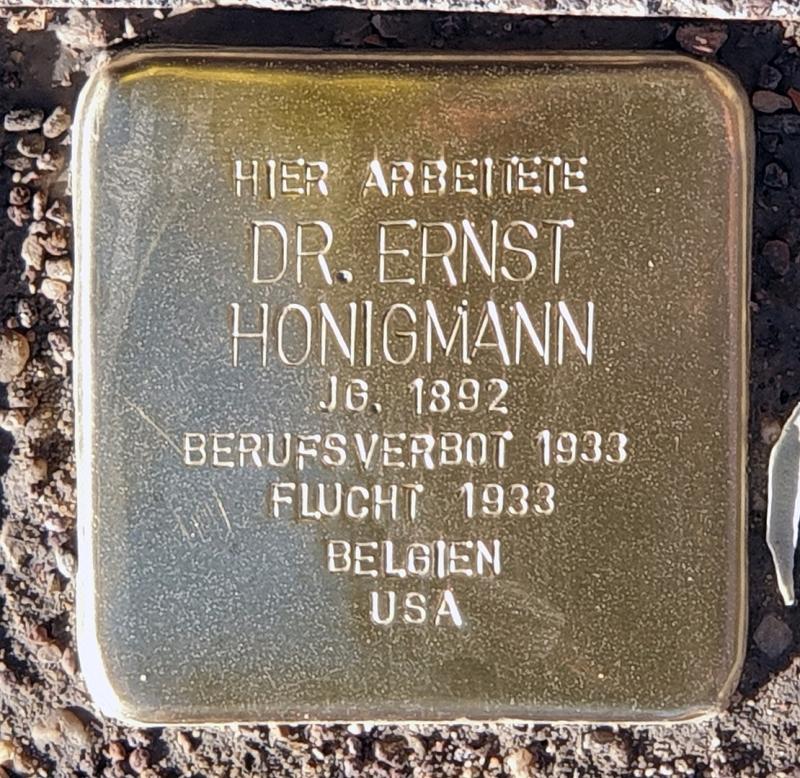 HIER ARBEITETE
DR. ERNST
HONIGMANN
JG. 1892
BERUFSVERBOT 1933
FLUCHT 1933
BELGIEN
USA